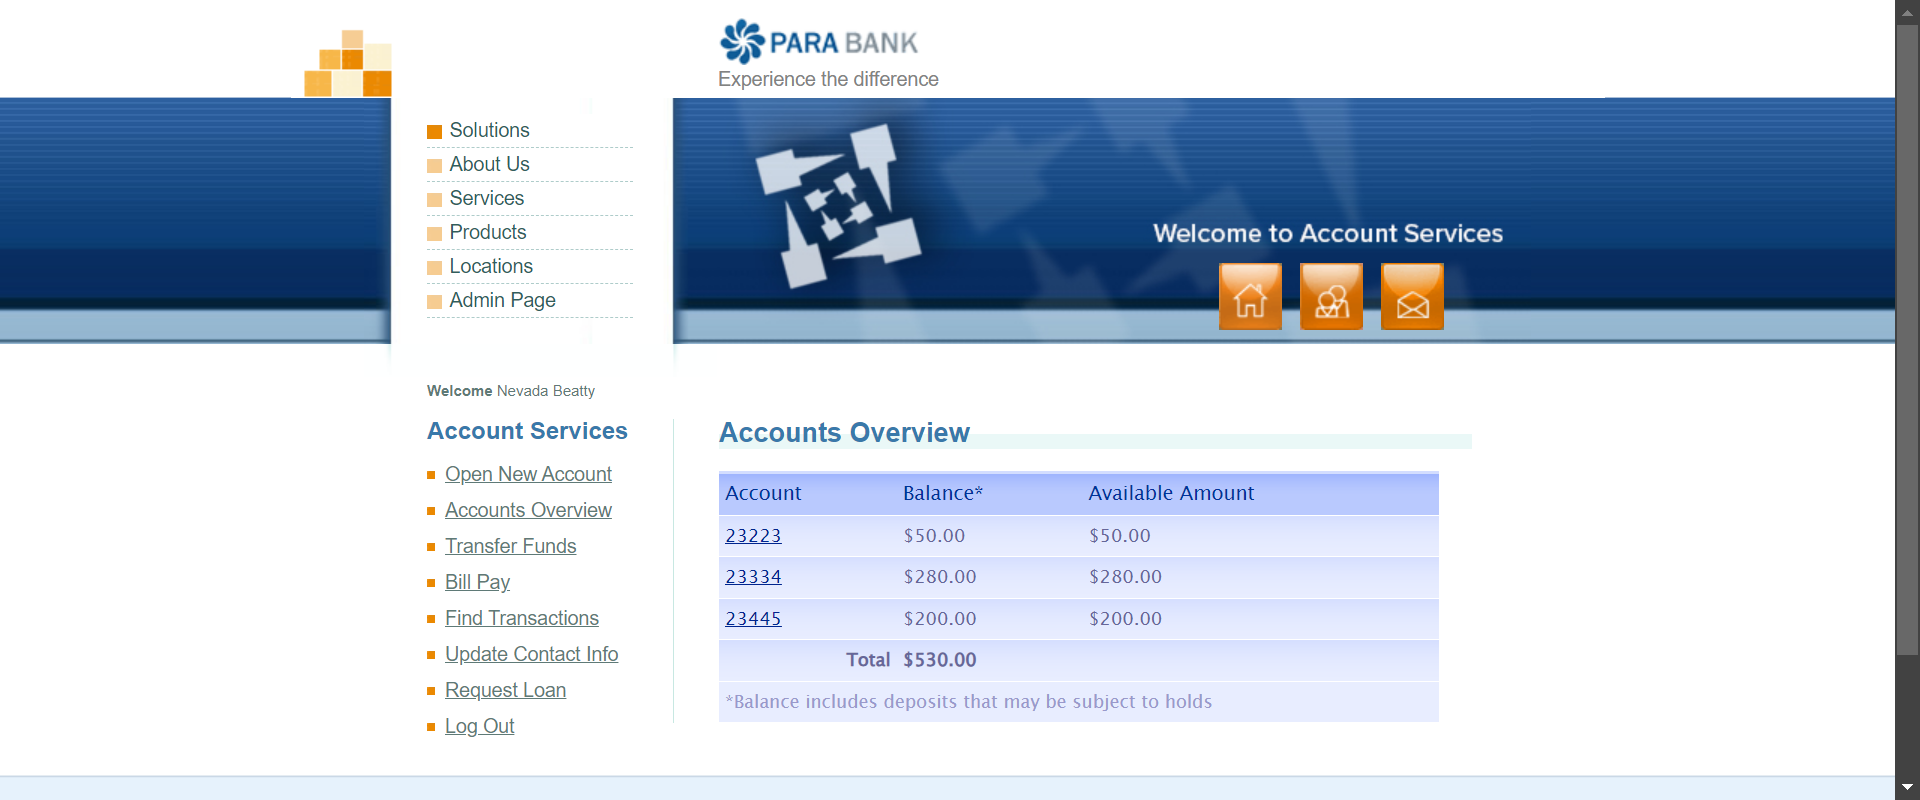 PARA BANK
Experience the difference
Solutions
About Us
Services
Products
Locations
Admin Page
Welcome to Account Services
Welcome Nevada Beatty
Account Services
Open New Account
Accounts Overview
Transfer Funds
Bill Pay
Find Transactions
Update Contact Info
Request Loan
Log Out
Accounts Overview
Account Balance* Available Amount
23223 $50.00 $50.00
23334 $280.00 $280.00
23445 $200.00 $200.00
Total $530.00
*Balance includes deposits that may be subject to holds